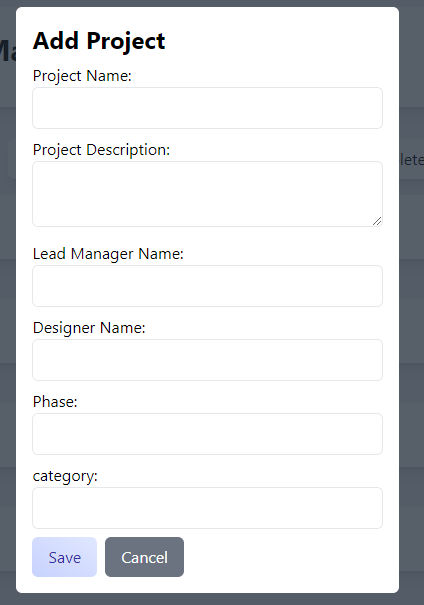 Add Project
Project Name:
Project Description:
Lead Manager Name:
Designer Name:
Phase:
category:
Save
Cancel